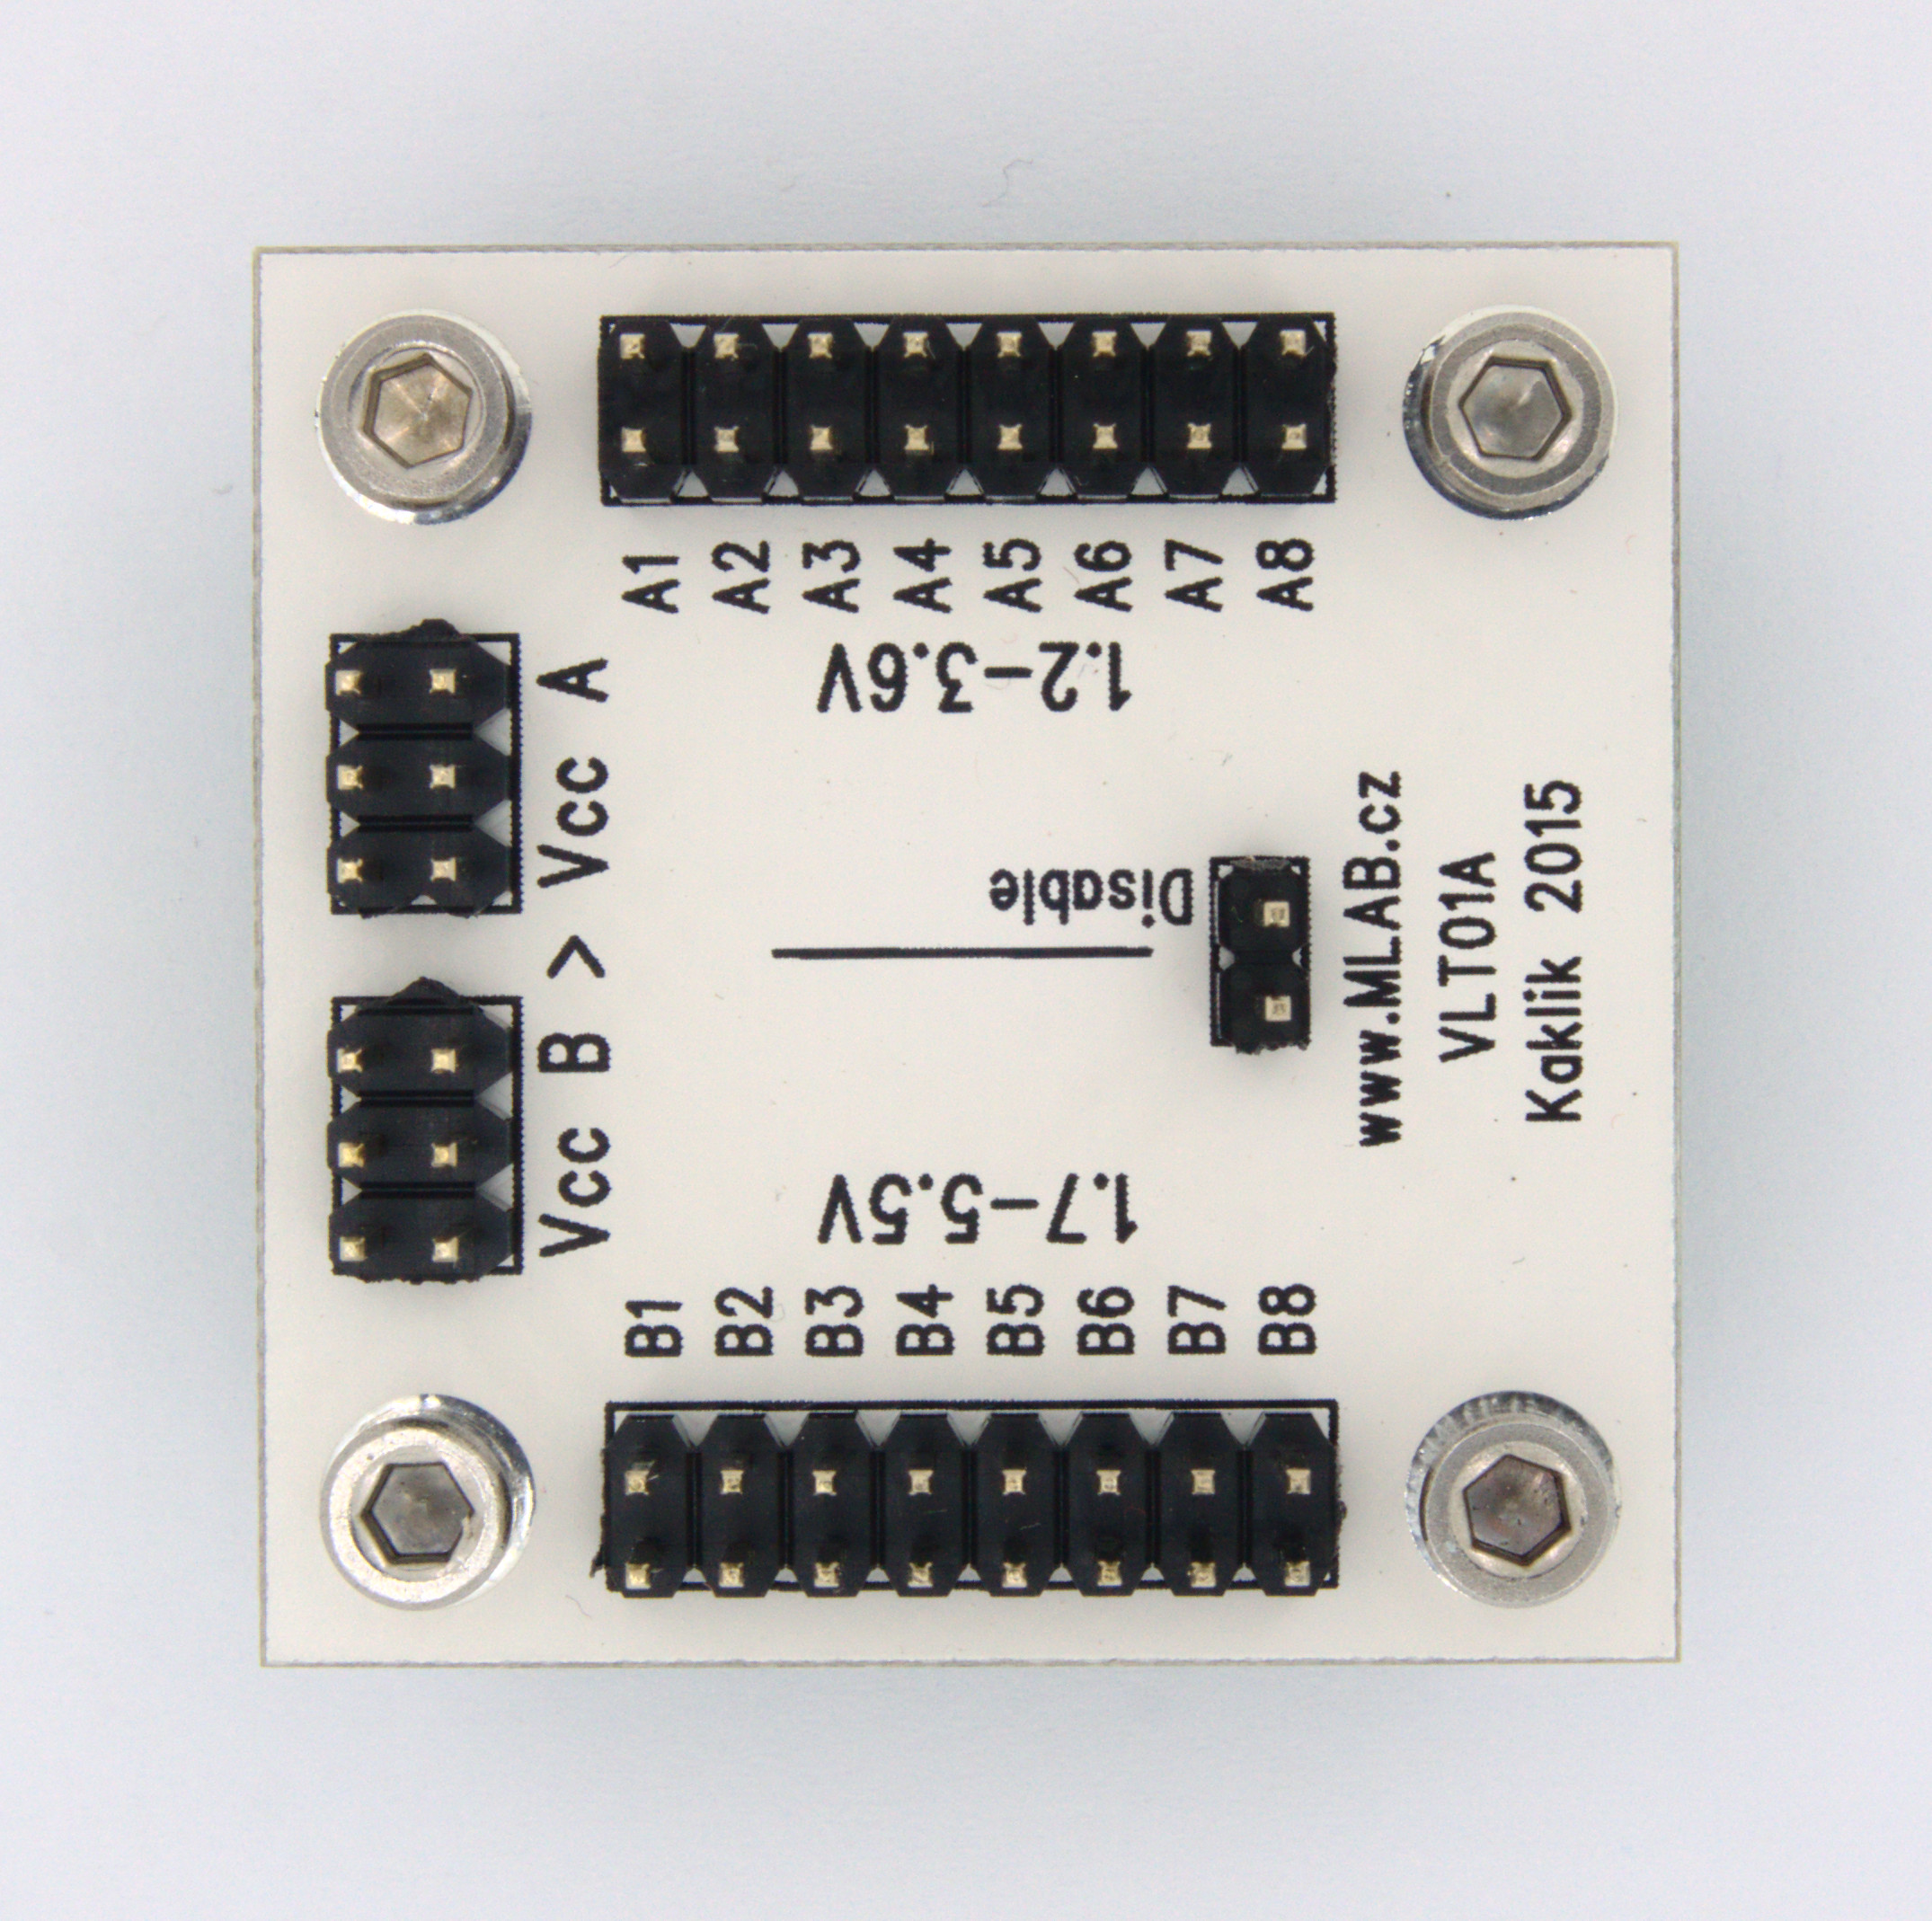 Vcc B > Vcc A
B1
B2
B3
B4
B5
B6
B7
B8
1.7-5.5V
Disable
1.2-3.6V
A1
A2
A3
A4
A5
A6
A7
A8
www.MLAB.cz
VLT01A
Kaklik 2015